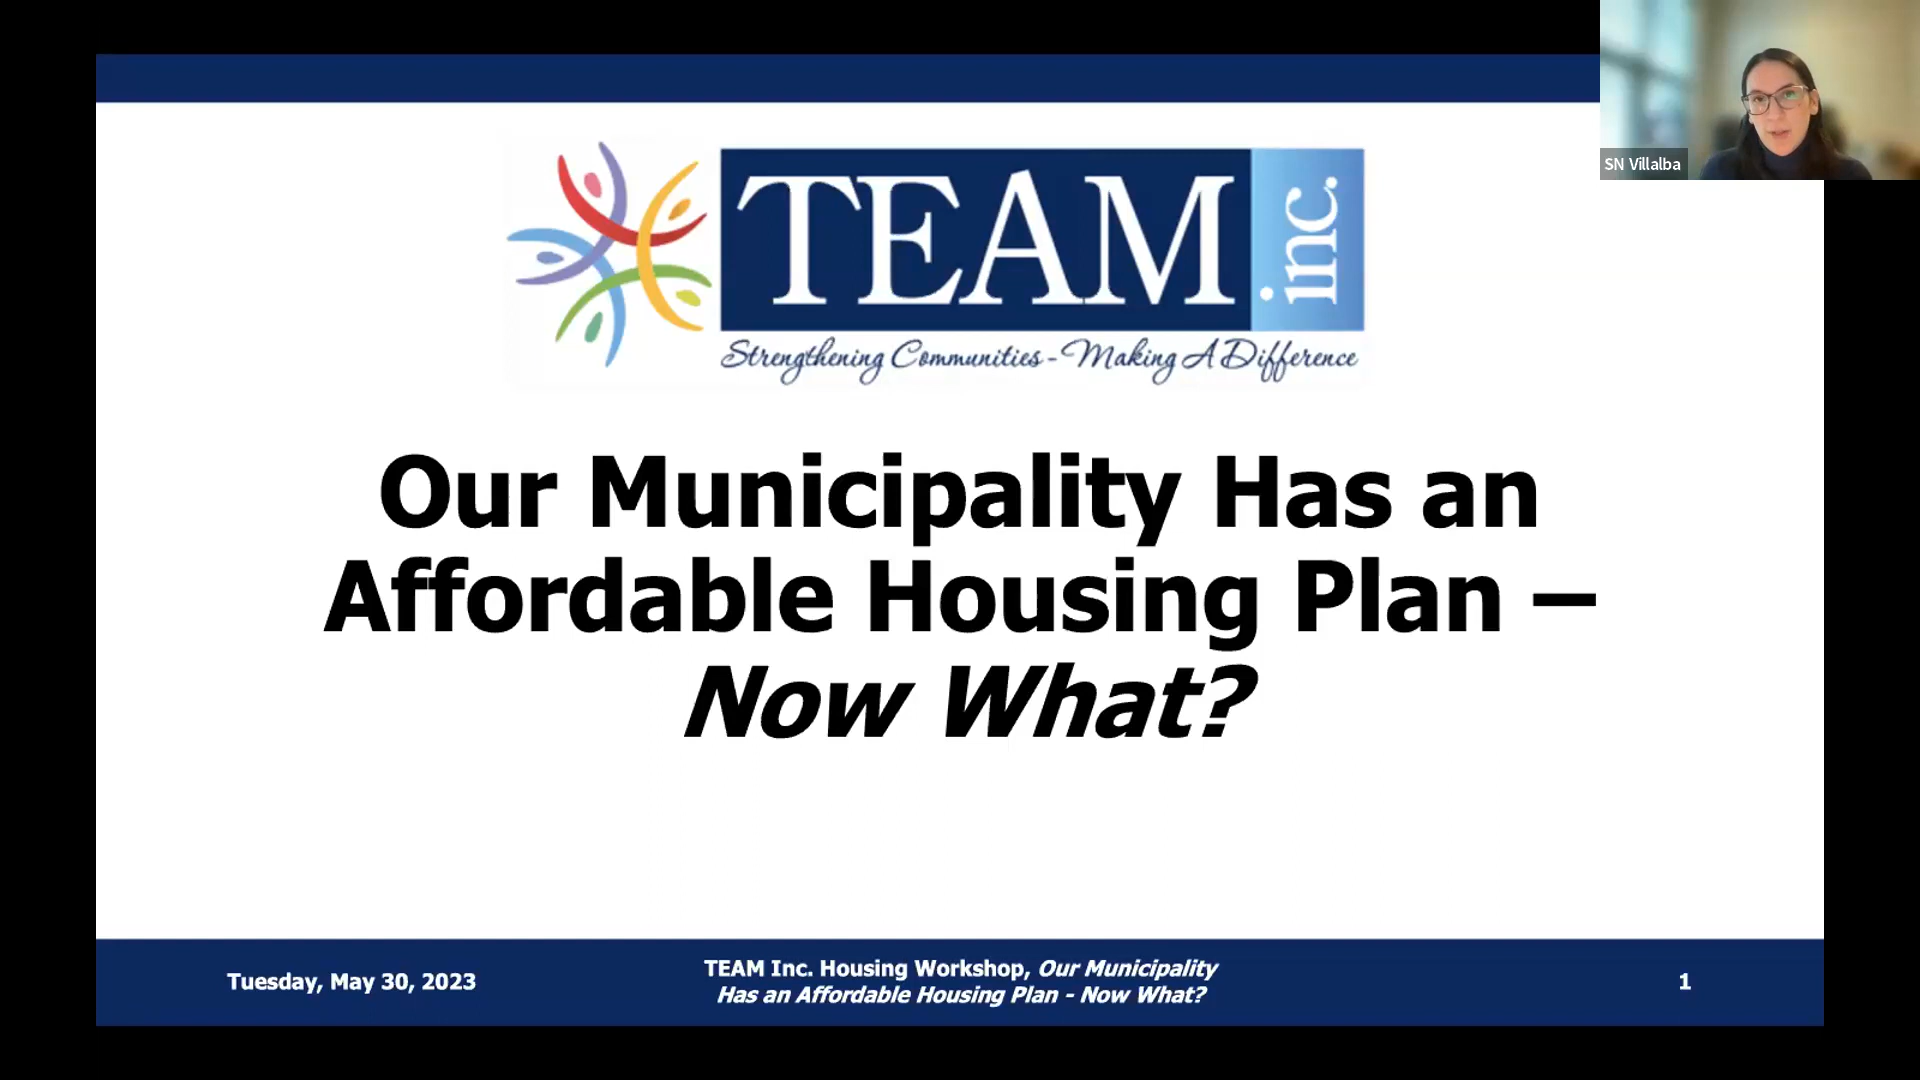 SN Villalba
TEAM inc.
Strengthening Communities - Making A Difference
Our Municipality Has an
Affordable Housing Plan –
Now What?
Tuesday, May 30, 2023
TEAM Inc. Housing Workshop, Our Municipality
Has an Affordable Housing Plan - Now What?
1